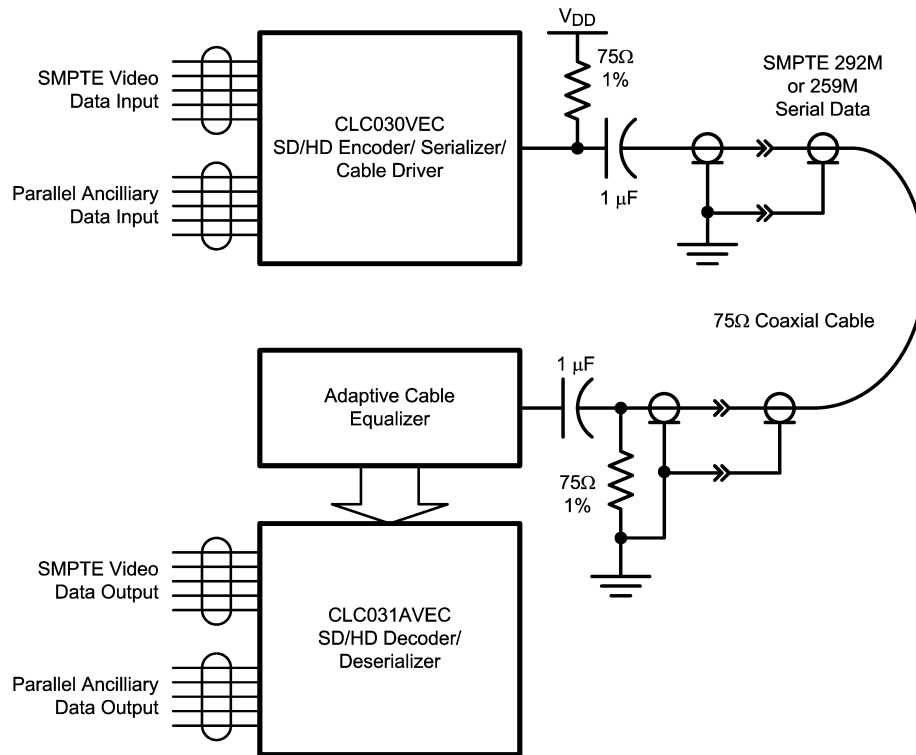 VDD
75Ω
1%
SMPTE Video
Data Input
CLC030VEC
SD/HD Encoder/ Serializer/
Cable Driver
SMPTE 292M
or 259M
Serial Data
Parallel Ancilliary
Data Input
1 μF
75Ω Coaxial Cable
1 μF
Adaptive Cable
Equalizer
75Ω
1%
SMPTE Video
Data Output
CLC031AVEC
SD/HD Decoder/
Deserializer
Parallel Ancilliary
Data Output